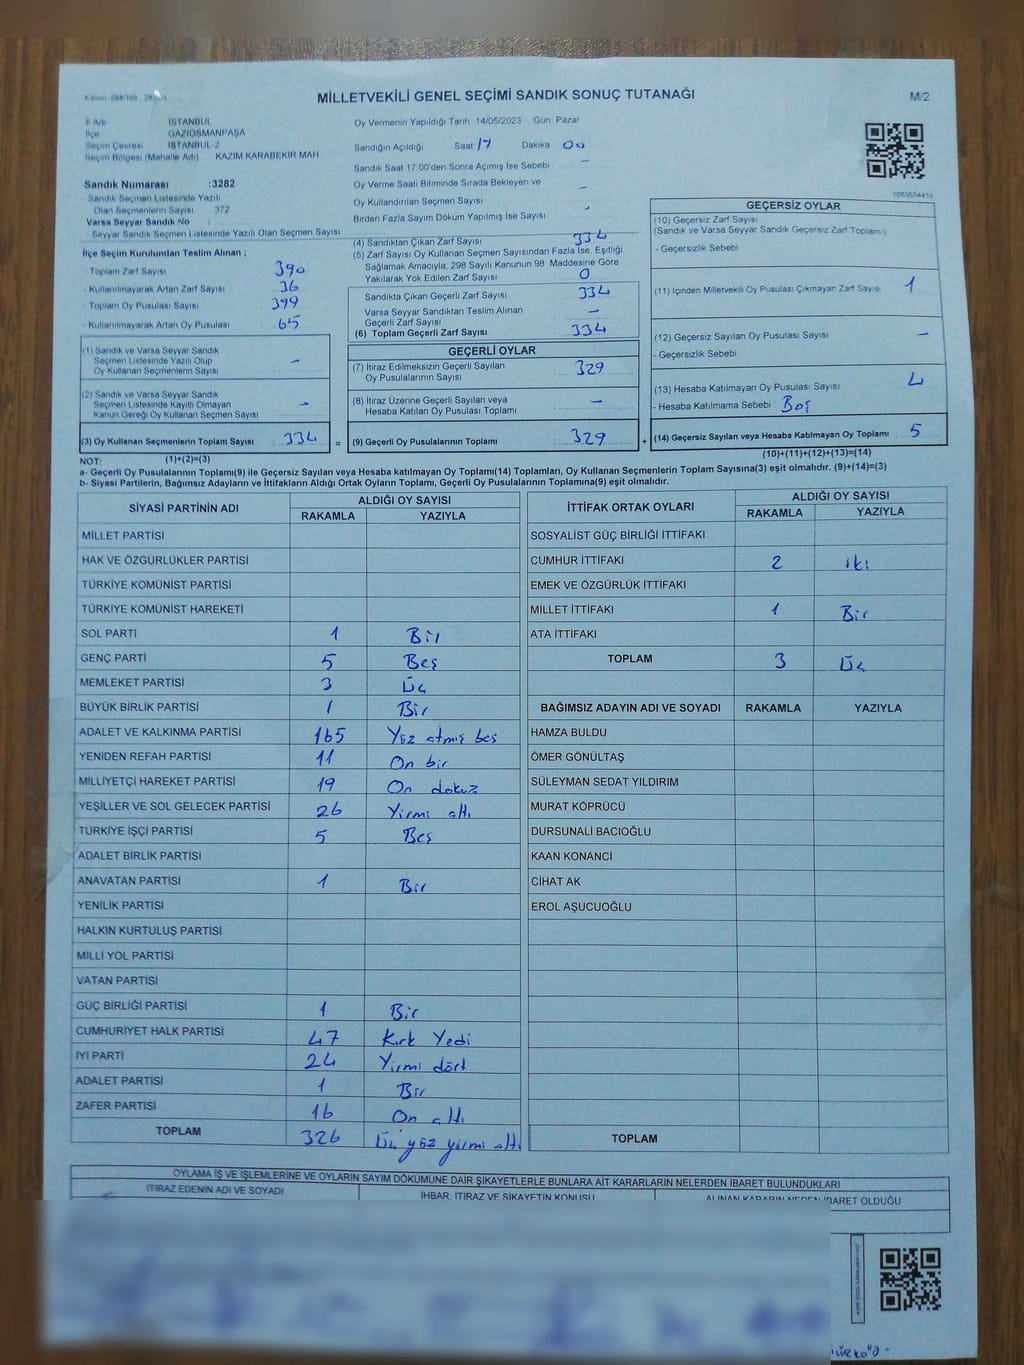 MİLLETVEKİLİ GENEL SEÇİMİ SANDIK SONUÇ TUTANAĞI
M/2
İl Adı İSTANBUL
İlçe GAZİOSMANPAŞA
Seçim Çevresi İSTANBUL-2
Seçim Bölgesi (Mahalle Adı) KAZIM KARABEKİR MAH
Sandık Numarası :3282
Sandık Seçmen Listesinde Yazılı
Olan Seçmenlerin Sayısı 372
Varsa Seyyar Sandık No :
Seyyar Sandık Seçmen Listesinde Yazılı Olan Seçmen Sayısı
İlçe Seçim Kurulundan Teslim Alınan ;
- Toplam Zarf Sayısı 390
- Kullanılmayarak Artan Zarf Sayısı 36
- Toplam Oy Pusulası Sayısı 399
- Kullanılmayarak Artan Oy Pusulası 65
Oy Vermenin Yapıldığı Tarih 14/05/2023 Gün: Pazar
Sandığın Açıldığı Saat 17 Dakika 00
Sandık Saat 17:00'den Sonra Açımış İse Sebebi –
Oy Verme Saati Bitiminde Sırada Bekleyen ve
Oy Kullandırılan Seçmen Sayısı –
Birden Fazla Sayım Döküm Yapılmış İse Sayısı –
(4) Sandıktan Çıkan Zarf Sayısı 334
(5) Zarf Sayısı Oy Kullanan Seçmen Sayısından Fazla İse, Eşitliği
Sağlamak Amacıyla; 298 Sayılı Kanunun 98. Maddesine Göre
Yakılarak Yok Edilen Zarf Sayısı 0
Sandıkta Çıkan Geçerli Zarf Sayısı 334
Varsa Seyyar Sandıktan Teslim Alınan
Geçerli Zarf Sayısı –
(6) Toplam Geçerli Zarf Sayısı 334
1083554416
GEÇERSİZ OYLAR
(10) Geçersiz Zarf Sayısı
(Sandık ve Varsa Seyyar Sandık Geçersiz Zarf Toplamı)
- Geçersizlik Sebebi
(11) İçinden Milletvekili Oy Pusulası Çıkmayan Zarf Sayısı 1
(12) Geçersiz Sayılan Oy Pusulası Sayısı –
- Geçersizlik Sebebi
(13) Hesaba Katılmayan Oy Pusulası Sayısı 4
- Hesaba Katılmama Sebebi Boş
(1) Sandık ve Varsa Seyyar Sandık
Seçmen Listesinde Yazılı Olup
Oy Kullanan Seçmenlerin Sayısı –
(2) Sandık ve Varsa Seyyar Sandık
Seçmen Listesinde Kayıtlı Olmayan
Kanun Gereği Oy Kullanan Seçmen Sayısı –
GEÇERLİ OYLAR
(7) İtiraz Edilmeksizin Geçerli Sayılan
Oy Pusulalarının Sayısı 329
(8) İtiraz Üzerine Geçerli Sayılan veya
Hesaba Katılan Oy Pusulası Toplamı –
(3) Oy Kullanan Seçmenlerin Toplam Sayısı 334 = (9) Geçerli Oy Pusulalarının Toplamı 329 + (14) Geçersiz Sayılan veya Hesaba Katılmayan Oy Toplamı 5
NOT: (1)+(2)=(3) (10)+(11)+(12)+(13)=(14)
a- Geçerli Oy Pusulalarının Toplamı(9) ile Geçersiz Sayılan veya Hesaba katılmayan Oy Toplamı(14) Toplamları, Oy Kullanan Seçmenlerin Toplam Sayısına(3) eşit olmalıdır. (9)+(14)=(3)
b- Siyasi Partilerin, Bağımsız Adayların ve İttifakların Aldığı Ortak Oyların Toplamı, Geçerli Oy Pusulalarının Toplamına(9) eşit olmalıdır.
SİYASİ PARTİNİN ADI ALDIĞI OY SAYISI
RAKAMLA YAZIYLA
MİLLET PARTİSİ
HAK VE ÖZGÜRLÜKLER PARTİSİ
TÜRKİYE KOMÜNİST PARTİSİ
TÜRKİYE KOMÜNİST HAREKETİ
SOL PARTİ 1 Bir
GENÇ PARTİ 5 Beş
MEMLEKET PARTİSİ 3 Üç
BÜYÜK BİRLİK PARTİSİ 1 Bir
ADALET VE KALKINMA PARTİSİ 165 Yüz atmış beş
YENİDEN REFAH PARTİSİ 11 On bir
MİLLİYETÇİ HAREKET PARTİSİ 19 On dokuz
YEŞİLLER VE SOL GELECEK PARTİSİ 26 Yirmi altı
TÜRKİYE İŞÇİ PARTİSİ 5 Beş
ADALET BİRLİK PARTİSİ
ANAVATAN PARTİSİ 1 Bir
YENİLİK PARTİSİ
HALKIN KURTULUŞ PARTİSİ
MİLLİ YOL PARTİSİ
VATAN PARTİSİ
GÜÇ BİRLİĞİ PARTİSİ 1 Bir
CUMHURİYET HALK PARTİSİ 47 Kırk Yedi
İYİ PARTİ 24 Yirmi dört
ADALET PARTİSİ 1 Bir
ZAFER PARTİSİ 16 On altı
TOPLAM 326 Üç yüz yirmi altı
İTTİFAK ORTAK OYLARI ALDIĞI OY SAYISI
RAKAMLA YAZIYLA
SOSYALİST GÜÇ BİRLİĞİ İTTİFAKI
CUMHUR İTTİFAKI 2 iki
EMEK VE ÖZGÜRLÜK İTTİFAKI
MİLLET İTTİFAKI 1 Bir
ATA İTTİFAKI
TOPLAM 3 Üç
BAĞIMSIZ ADAYIN ADI VE SOYADI RAKAMLA YAZIYLA
HAMZA BULDU
ÖMER GÖNÜLTAŞ
SÜLEYMAN SEDAT YILDIRIM
MURAT KÖPRÜCÜ
DURSUNALİ BACIOĞLU
KAAN KONANCİ
CİHAT AK
EROL AŞUCUOĞLU
TOPLAM
OYLAMA İŞ VE İŞLEMLERİNE VE OYLARIN SAYIM DÖKÜMÜNE DAİR ŞİKAYETLERLE BUNLARA AİT KARARLARIN NELERDEN İBARET BULUNDUKLARI
İTİRAZ EDENİN ADI VE SOYADI İHBAR, İTİRAZ VE ŞİKAYETİN KONUSU ALINAN KARARIN NEDEN İBARET OLDUĞU